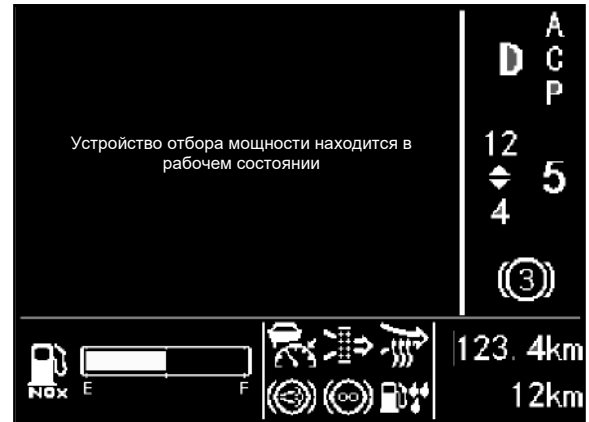 A
D C
P
Устройство отбора мощности находится в
рабочем состоянии
12
5
4
3
NOx
E F
123.4km
12km